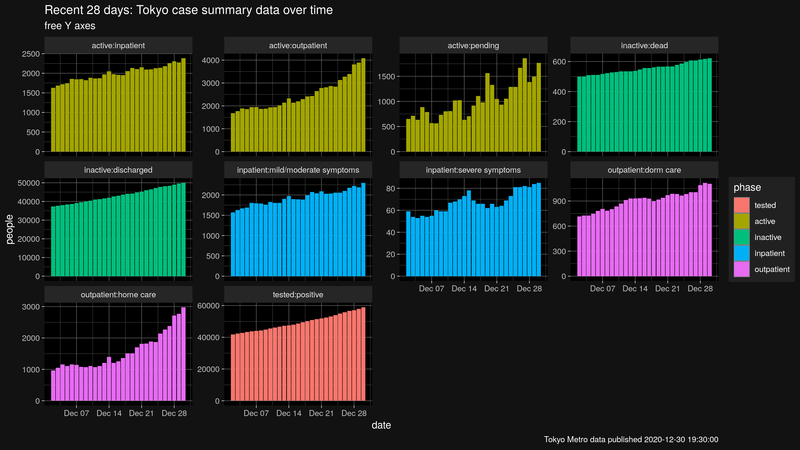 Recent 28 days: Tokyo case summary data over time
free Y axes
active:inpatient
active:outpatient
active:pending
inactive:dead
2500
2000
1500
1000
500
0
4000
3000
2000
1000
0
1500
1000
500
0
600
400
200
0
inactive:discharged
inpatient:mild/moderate symptoms
inpatient:severe symptoms
outpatient:dorm care
50000
40000
30000
20000
10000
0
2000
1500
1000
500
0
80
60
40
20
0
900
600
300
0
Dec 07 Dec 14 Dec 21 Dec 28
Dec 07 Dec 14 Dec 21 Dec 28
outpatient:home care
tested:positive
3000
2000
1000
0
60000
40000
20000
0
Dec 07 Dec 14 Dec 21 Dec 28
Dec 07 Dec 14 Dec 21 Dec 28
people
date
phase
tested
active
inactive
inpatient
outpatient
Tokyo Metro data published 2020-12-30 19:30:00